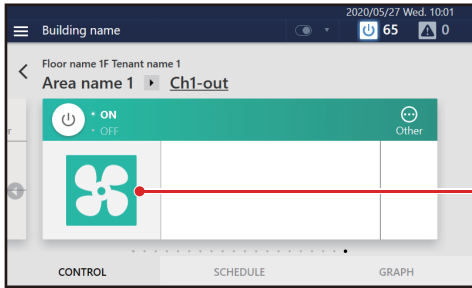 2020/05/27 Wed. 10:01
Building name 65 0
Floor name 1F Tenant name 1
Area name 1 Ch1-out
ON
OFF
Other
r
CONTROL SCHEDULE GRAPH